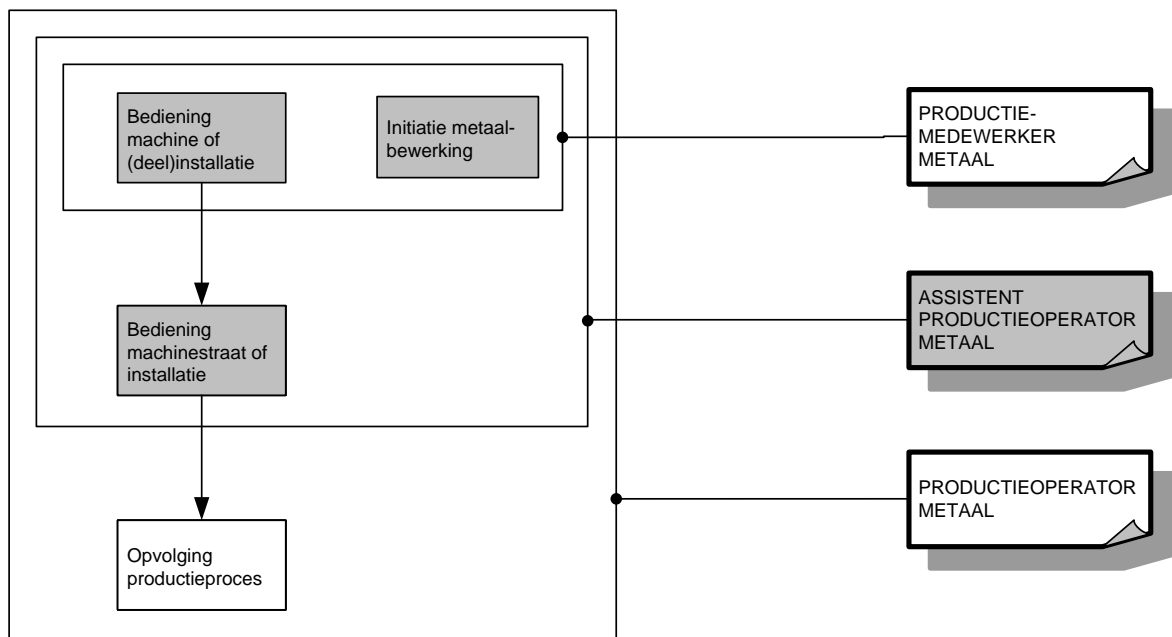 Bediening
machine of
(deel)installatie
Initiatie metaal-
bewerking
PRODUCTIE-
MEDEWERKER
METAAL
Bediening
machinestraat of
installatie
ASSISTENT
PRODUCTIEOPERATOR
METAAL
Opvolging
productieproces
PRODUCTIEOPERATOR
METAAL